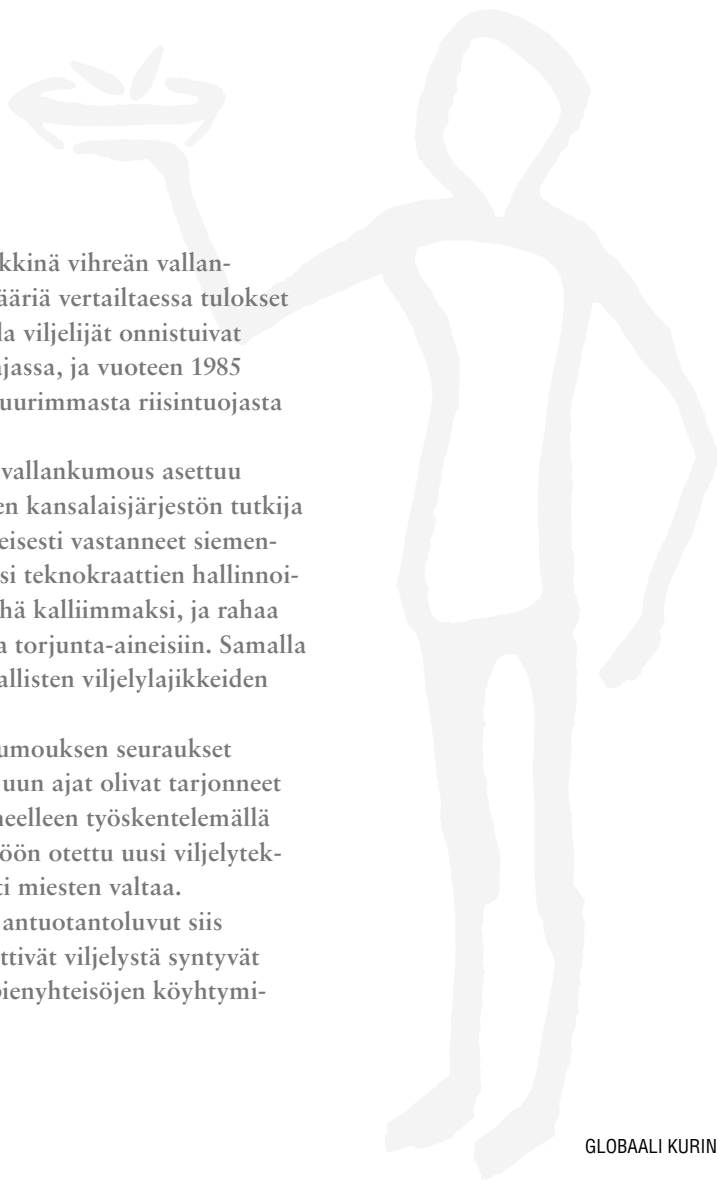 kkinä vihreän vallan-
ääriä vertailtaessa tulokset
la viljelijät onnistuivat
ajassa, ja vuoteen 1985
uurimmasta riisintuojasta
vallankumous asettuu
en kansalaisjärjestön tutkija
eisesti vastanneet siemen-
si teknokraattien hallinnoi-
hä kalliimmaksi, ja rahaa
a torjunta-aineisiin. Samalla
allisten viljelylajikkeiden
umouksen seuraukset
uun ajat olivat tarjonneet
neelleen työskentelemällä
töön otettu uusi viljelytek-
ti miesten valtaa.
antuotantoluvut siis
ttivät viljelystä syntyvät
pienyhteisöjen köyhtymi-
GLOBAALI KURIN